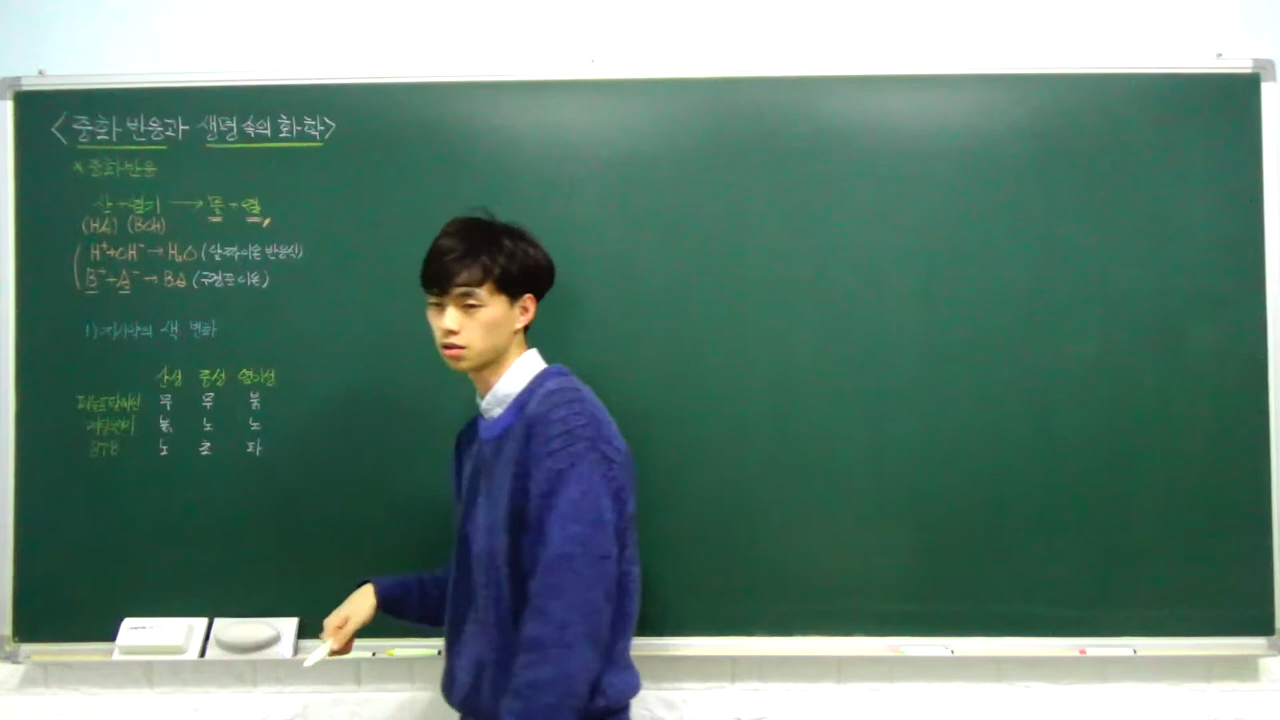 <중화 반응과 생명 속의 화학>
* 중화 반응
산 + 염기 → 물 + 염
(HA) (BOH)
H⁺+OH⁻ → H₂O (알짜 이온 반응식)
B⁺+A⁻ → BA (구경꾼 이온)
1) 지시약의 색 변화
산성 중성 염기성
페놀프탈레인 무 무 붉
메틸오렌지 붉 노 노
BTB 노 초 파